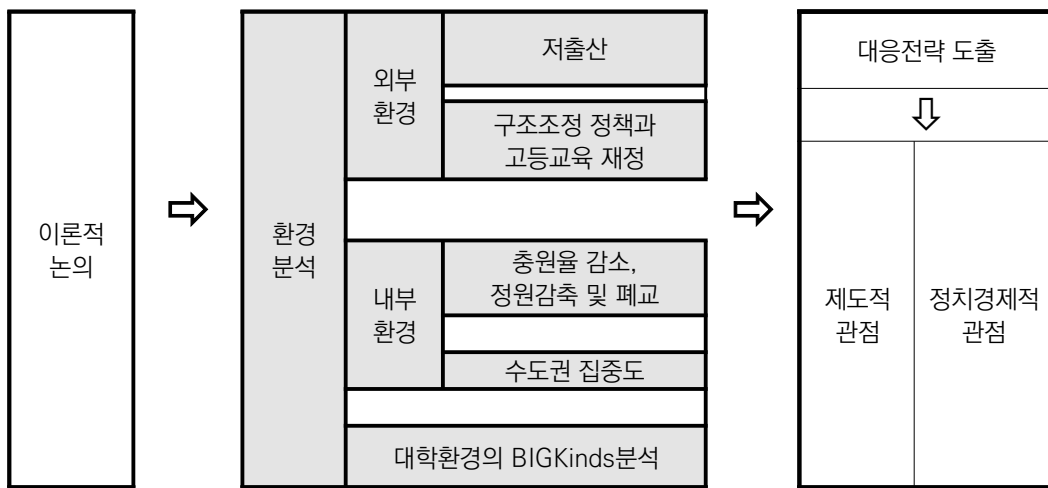 이론적
논의
환경
분석
외부
환경
저출산
구조조정 정책과
고등교육 재정
내부
환경
충원율 감소,
정원감축 및 폐교
수도권 집중도
대학환경의 BIGKinds분석
대응전략 도출
제도적
관점
정치경제적
관점